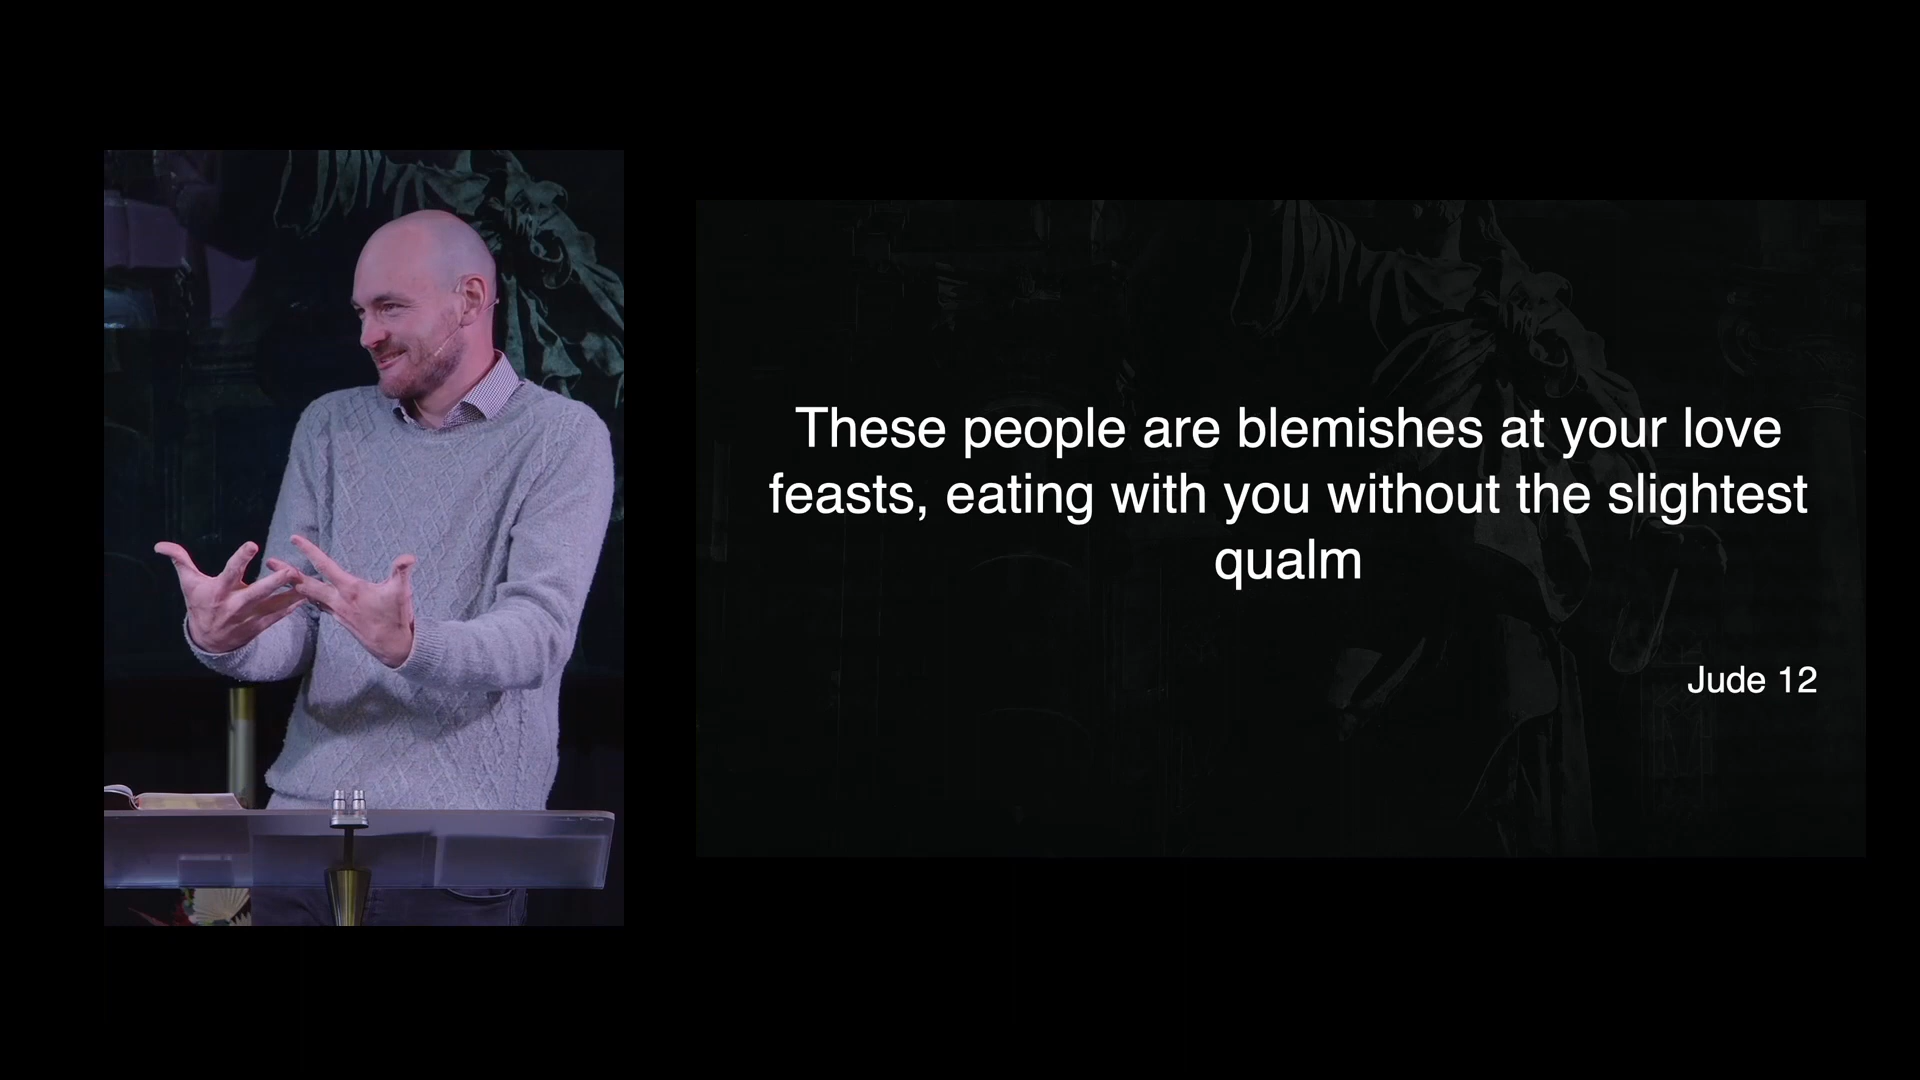 These people are blemishes at your love
feasts, eating with you without the slightest
qualm
Jude 12